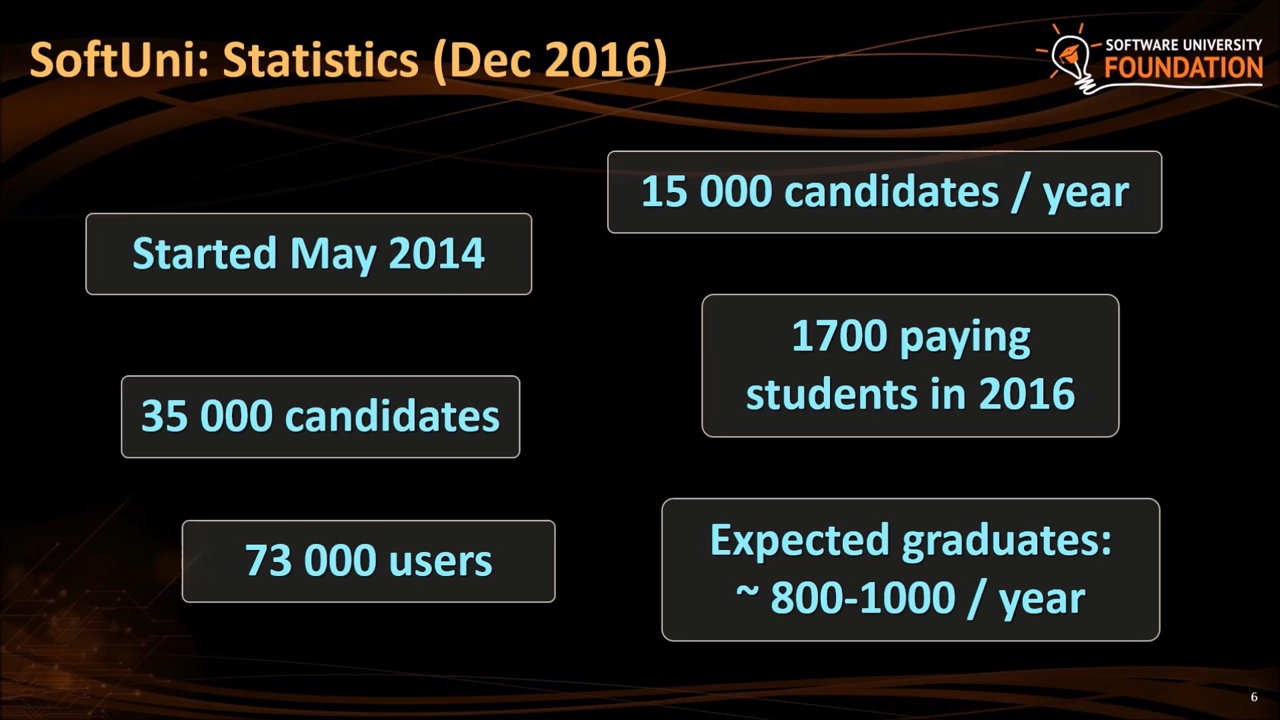 SoftUni: Statistics (Dec 2016)
SOFTWARE UNIVERSITY
FOUNDATION
Started May 2014
35 000 candidates
73 000 users
15 000 candidates / year
1700 paying
students in 2016
Expected graduates:
~ 800-1000 / year
6